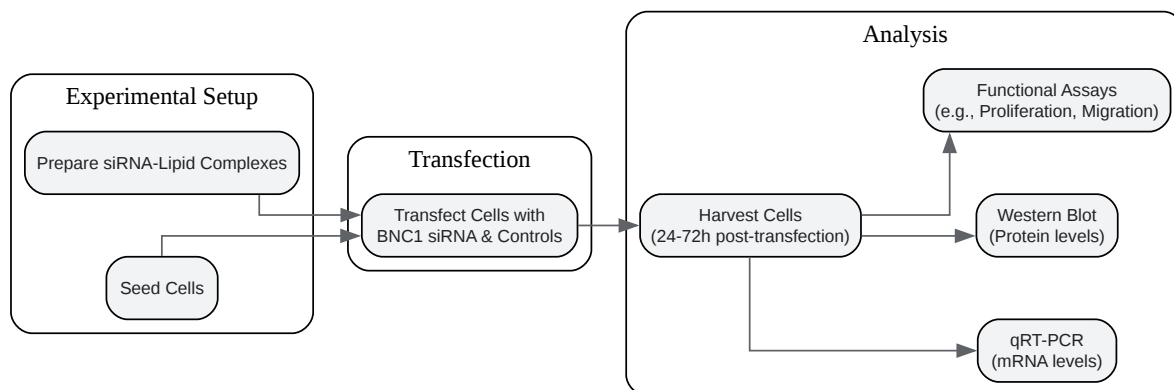 Experimental Setup
Prepare siRNA-Lipid Complexes
Seed Cells
Transfection
Transfect Cells with
BNC1 siRNA & Controls
Analysis
Harvest Cells
(24-72h post-transfection)
Functional Assays
(e.g., Proliferation, Migration)
Western Blot
(Protein levels)
qRT-PCR
(mRNA levels)